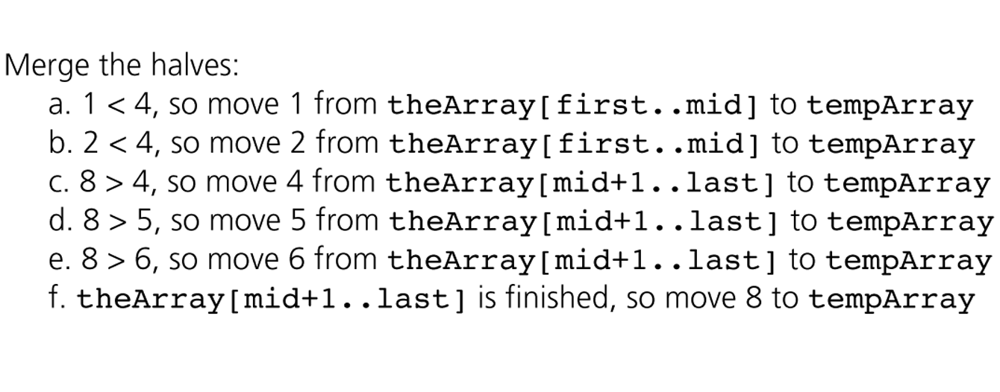 Merge the halves:
a. 1 < 4, so move 1 from theArray[first..mid] to tempArray
b. 2 < 4, so move 2 from theArray[first..mid] to tempArray
c. 8 > 4, so move 4 from theArray[mid+1..last] to tempArray
d. 8 > 5, so move 5 from theArray[mid+1..last] to tempArray
e. 8 > 6, so move 6 from theArray[mid+1..last] to tempArray
f. theArray[mid+1..last] is finished, so move 8 to tempArray